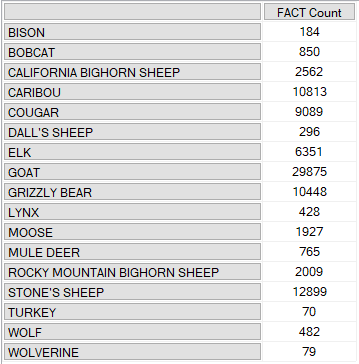 FACT Count
BISON 184
BOBCAT 850
CALIFORNIA BIGHORN SHEEP 2562
CARIBOU 10813
COUGAR 9089
DALL'S SHEEP 296
ELK 6351
GOAT 29875
GRIZZLY BEAR 10448
LYNX 428
MOOSE 1927
MULE DEER 765
ROCKY MOUNTAIN BIGHORN SHEEP 2009
STONE'S SHEEP 12899
TURKEY 70
WOLF 482
WOLVERINE 79